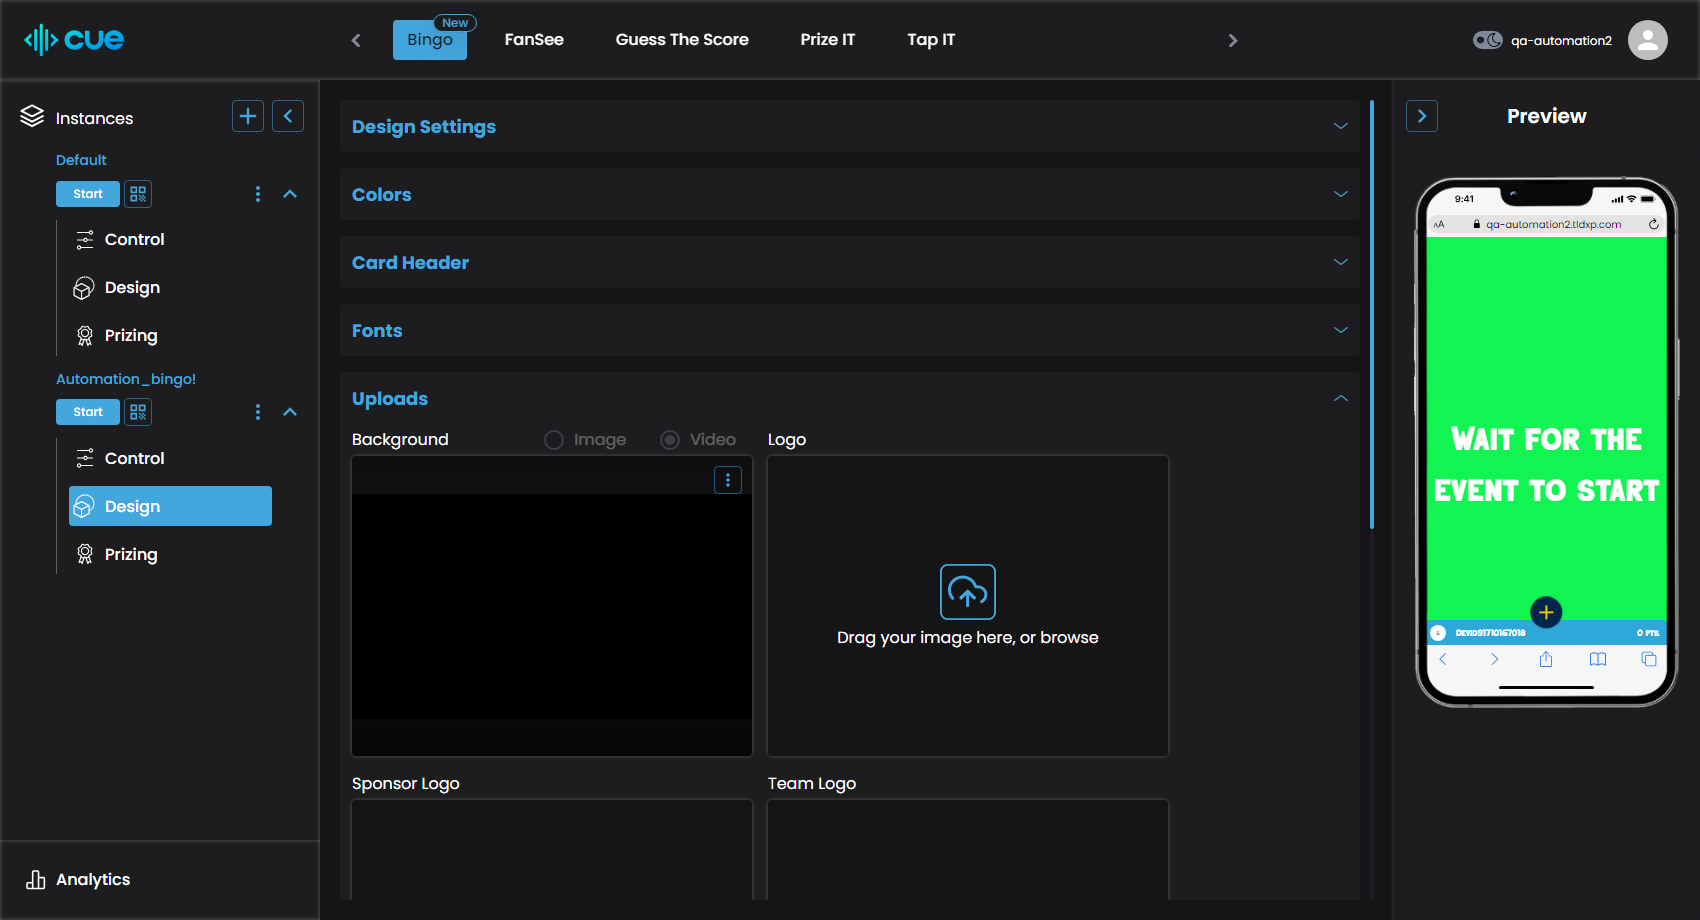 cue
New
Bingo
FanSee
Guess The Score
Prize IT
Tap IT
qa-automation2
Instances
Default
Start
Control
Design
Prizing
Automation_bingo!
Start
Control
Design
Prizing
Analytics
Design Settings
Colors
Card Header
Fonts
Uploads
Background
Image
Video
Logo
Drag your image here, or browse
Sponsor Logo
Team Logo
Preview
9:41
AA
qa-automation2.tldxp.com
WAIT FOR THE
EVENT TO START
DEVID91710167018
0 PTS.